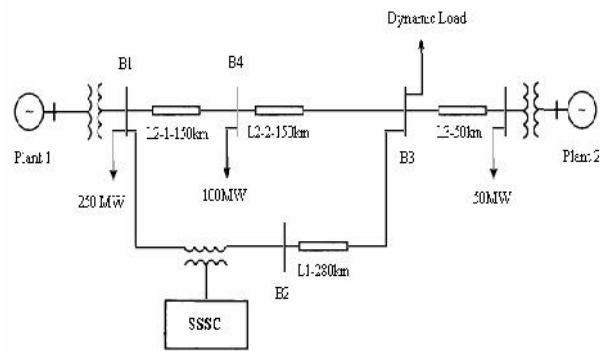 Dynamic Load
B1
B4
~
~
L2-1-150km
L2-2-150km
L3-50km
Plant 1
B3
Plant 2
250 MW
100MW
50MW
L1-280km
B2
SSSC